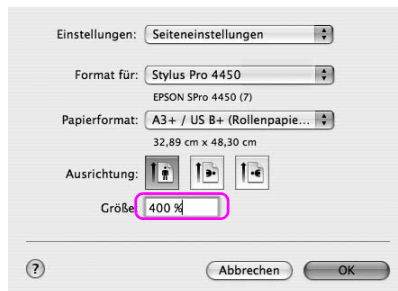 Einstellungen: Seiteneinstellungen
Format für: Stylus Pro 4450
EPSON SPro 4450 (7)
Papierformat: A3+ / US B+ (Rollenpapie...
32,89 cm x 48,30 cm
Ausrichtung:
Größe 400 %
? Abbrechen OK